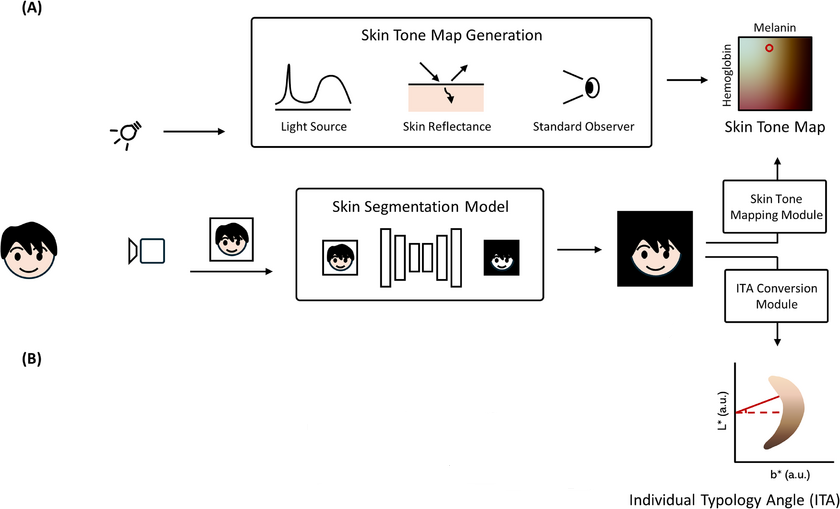 (A)
Skin Tone Map Generation
Light Source
Skin Reflectance
Standard Observer
Melanin
Hemoglobin
Skin Tone Map
Skin Segmentation Model
Skin Tone
Mapping Module
ITA Conversion
Module
(B)
L* (a.u.)
b* (a.u.)
Individual Typology Angle (ITA)